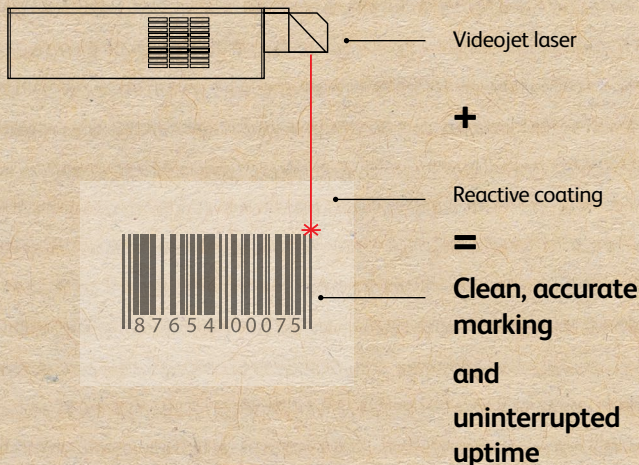 Videojet laser
+
Reactive coating
=
Clean, accurate
marking
87654 00075
and
uninterrupted
uptime